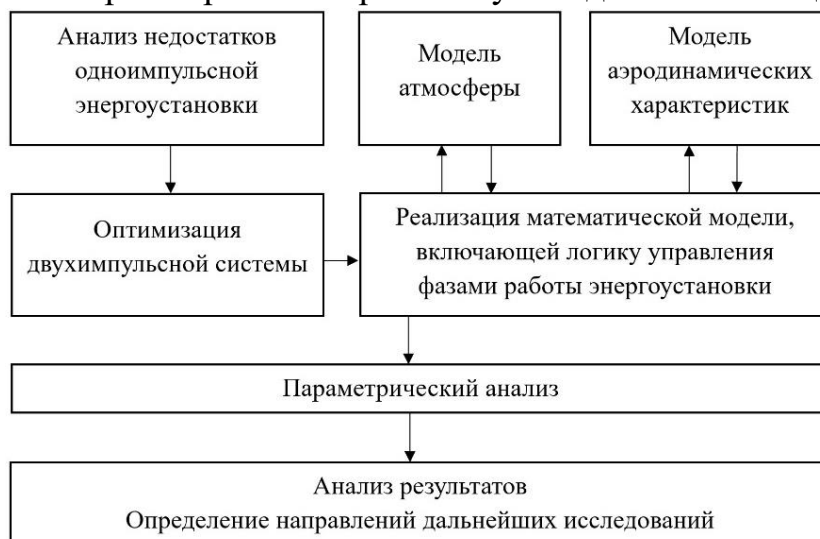 Анализ недостатков
одноимпульсной
энергоустановки
Модель
атмосферы
Модель
аэродинамических
характеристик
Оптимизация
двухимпульсной системы
Реализация математической модели,
включающей логику управления
фазами работы энергоустановки
Параметрический анализ
Анализ результатов
Определение направлений дальнейших исследований